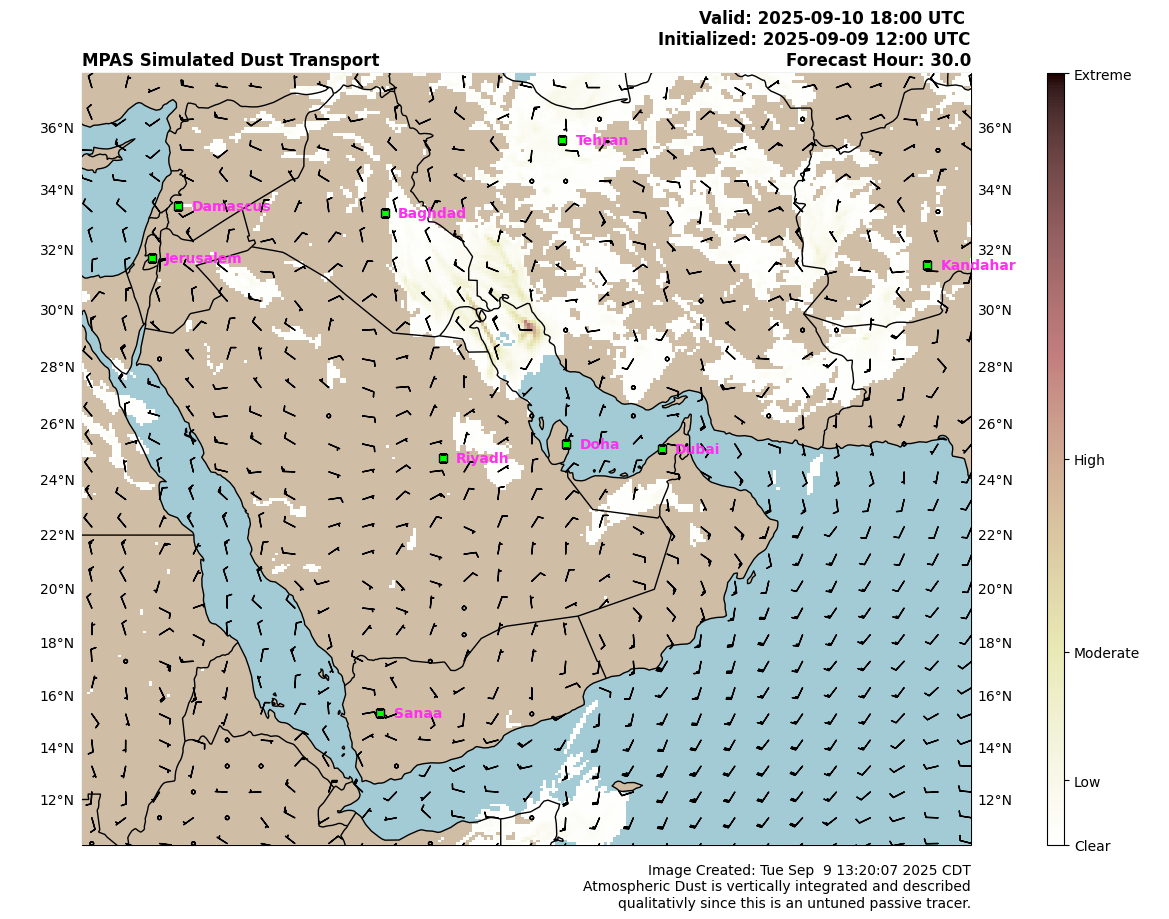 Valid: 2025-09-10 18:00 UTC
Initialized: 2025-09-09 12:00 UTC
MPAS Simulated Dust Transport Forecast Hour: 30.0
Extreme
36°N Tehran 36°N
34°N Damascus Baghdad 34°N
32°N Jerusalem 32°N Kandahar
30°N 30°N
28°N 28°N
26°N Doha Dubai 26°N
Riyadh High
24°N 24°N
22°N 22°N
20°N 20°N
18°N 18°N
Moderate
16°N Sanaa 16°N
14°N 14°N
12°N 12°N
Low
Clear
Image Created: Tue Sep  9 13:20:07 2025 CDT
Atmospheric Dust is vertically integrated and described
qualitativly since this is an untuned passive tracer.